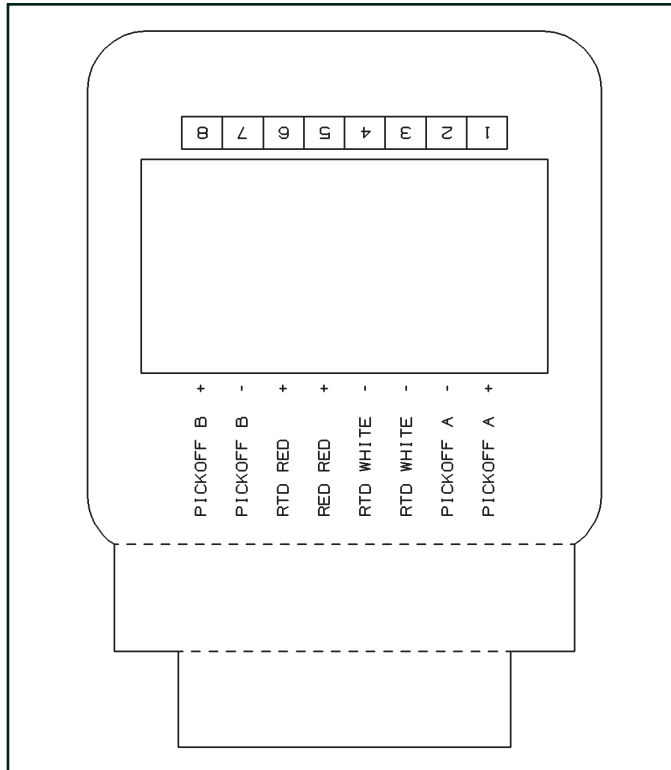 8 7 6 5 4 3 2 1
PICKOFF B +
PICKOFF B -
RTD RED +
RED RED +
RTD WHITE -
RTD WHITE -
PICKOFF A -
PICKOFF A +